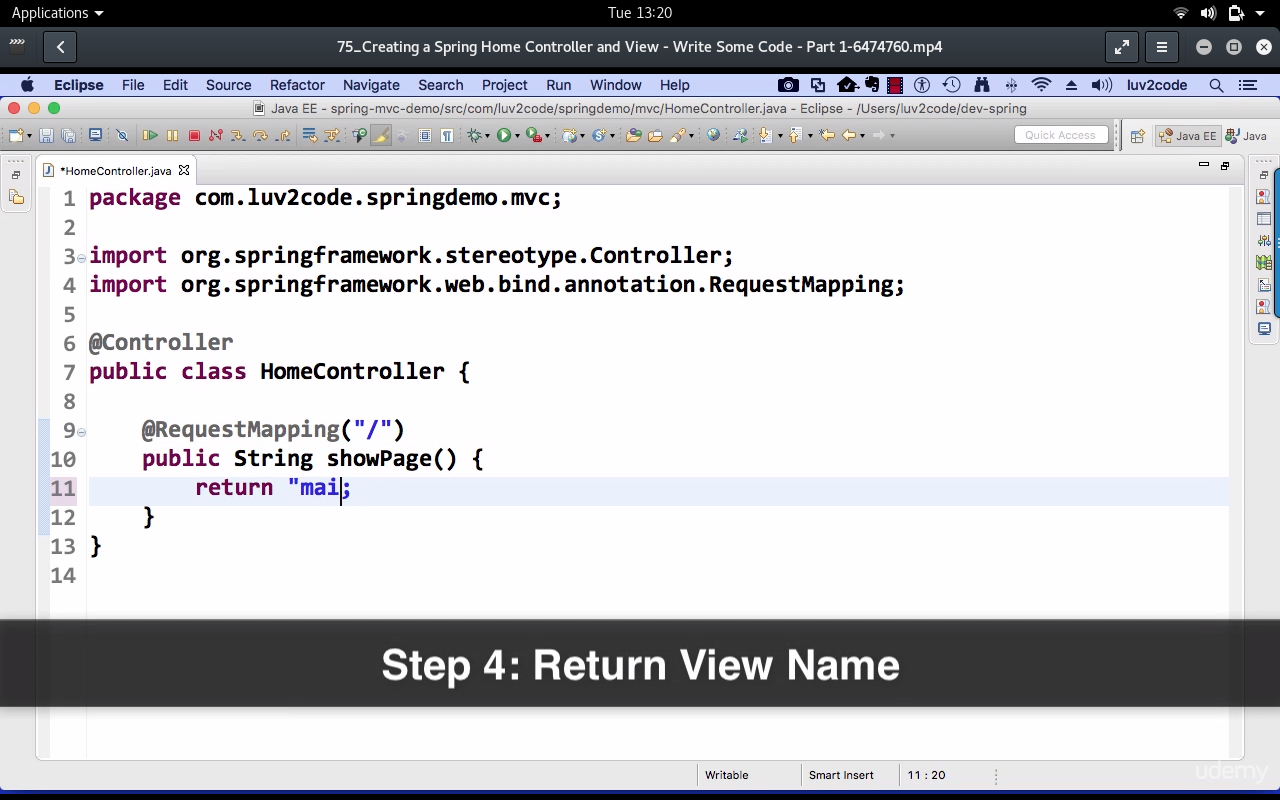 Applications
Tue 13:20
75_Creating a Spring Home Controller and View - Write Some Code - Part 1-6474760.mp4
Eclipse File Edit Source Refactor Navigate Search Project Run Window Help luv2code
Java EE - spring-mvc-demo/src/com/luv2code/springdemo/mvc/HomeController.java - Eclipse - /Users/luv2code/dev-spring
Quick Access Java EE Java
*HomeController.java
1 package com.luv2code.springdemo.mvc;
2
3 import org.springframework.stereotype.Controller;
4 import org.springframework.web.bind.annotation.RequestMapping;
5
6 @Controller
7 public class HomeController {
8
9 @RequestMapping("/")
10 public String showPage() {
11 return "mai;
12 }
13 }
14
Step 4: Return View Name
Writable Smart Insert 11 : 20
udemy